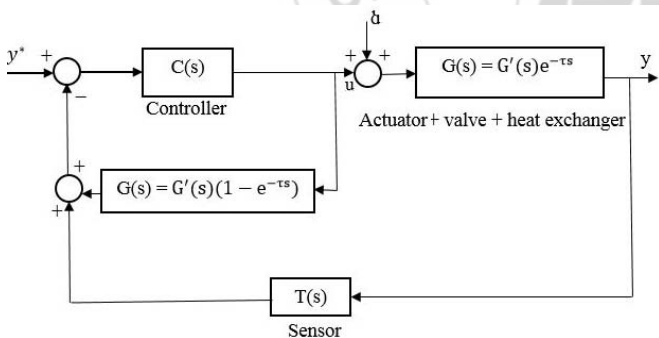 d
y* + + +
C(s)
G(s) = G′(s)e⁻τˢ
y
−
u
Controller
Actuator+ valve + heat exchanger
+
G(s) = G′(s)(1 − e⁻τˢ)
+
T(s)
Sensor